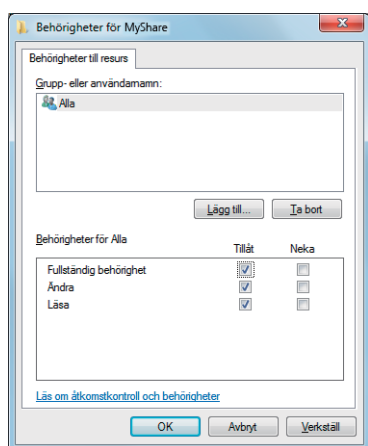 Behörigheter för MyShare
Behörigheter till resurs
Grupp- eller användarnamn:
Alla
Lägg till... Ta bort
Behörigheter för Alla Tillåt Neka
Fullständig behörighet
Ändra
Läsa
Läs om åtkomstkontroll och behörigheter
OK Avbryt Verkställ